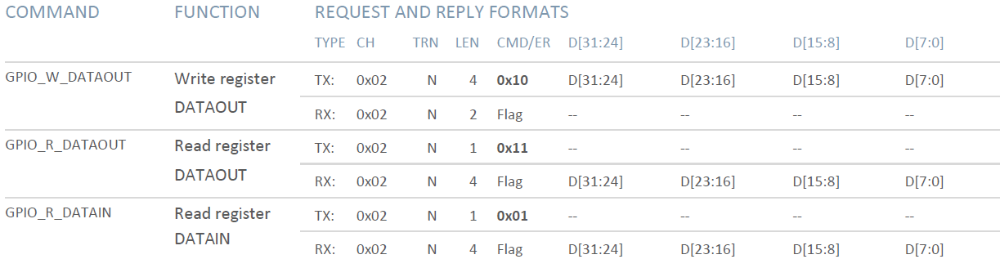 COMMAND FUNCTION REQUEST AND REPLY FORMATS
TYPE CH TRN LEN CMD/ER D[31:24] D[23:16] D[15:8] D[7:0]
GPIO_W_DATAOUT Write register TX: 0x02 N 4 0x10 D[31:24] D[23:16] D[15:8] D[7:0]
DATAOUT RX: 0x02 N 2 Flag -- -- -- --
GPIO_R_DATAOUT Read register TX: 0x02 N 1 0x11 -- -- -- --
DATAOUT RX: 0x02 N 4 Flag D[31:24] D[23:16] D[15:8] D[7:0]
GPIO_R_DATAIN Read register TX: 0x02 N 1 0x01 -- -- -- --
DATAIN RX: 0x02 N 4 Flag D[31:24] D[23:16] D[15:8] D[7:0]